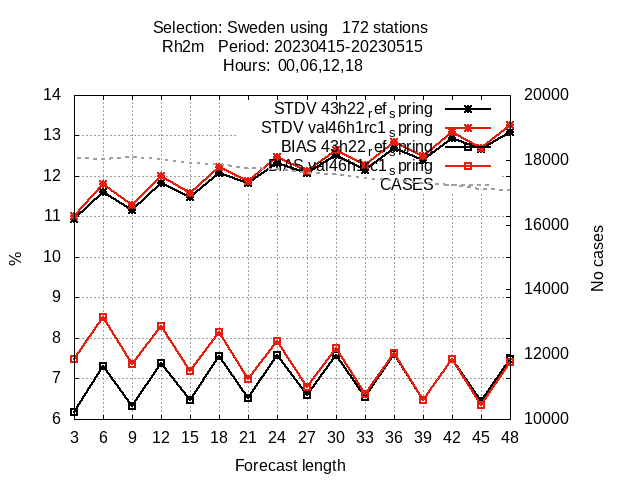 Selection: Sweden using 172 stations
Rh2m Period: 20230415-20230515
Hours: 00,06,12,18
14
13
12
11
10
9
8
7
6
%
STDV 43h22_ref_spring
STDV val46h1rc1_spring
BIAS 43h22_ref_spring
BIAS val46h1rc1_spring
CASES
20000
18000
16000
14000
12000
10000
No cases
3 6 9 12 15 18 21 24 27 30 33 36 39 42 45 48
Forecast length